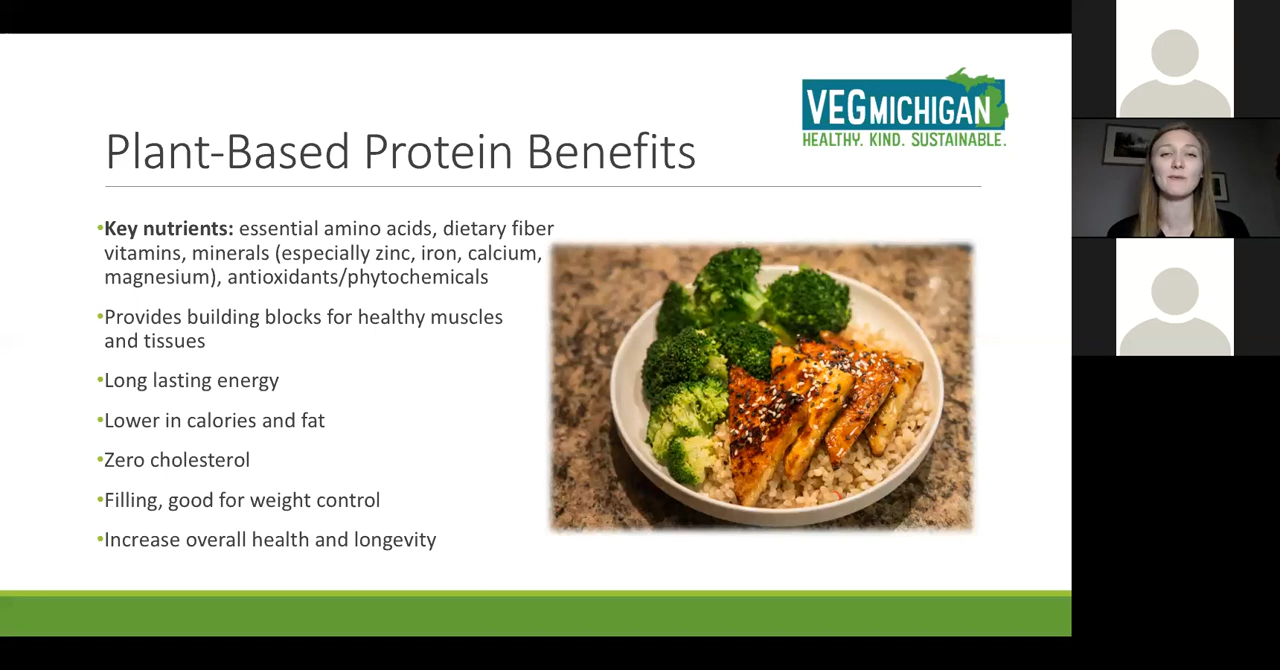 VEGMICHIGAN
HEALTHY. KIND. SUSTAINABLE.
Plant-Based Protein Benefits
•Key nutrients: essential amino acids, dietary fiber
vitamins, minerals (especially zinc, iron, calcium,
magnesium), antioxidants/phytochemicals
•Provides building blocks for healthy muscles
and tissues
•Long lasting energy
•Lower in calories and fat
•Zero cholesterol
•Filling, good for weight control
•Increase overall health and longevity